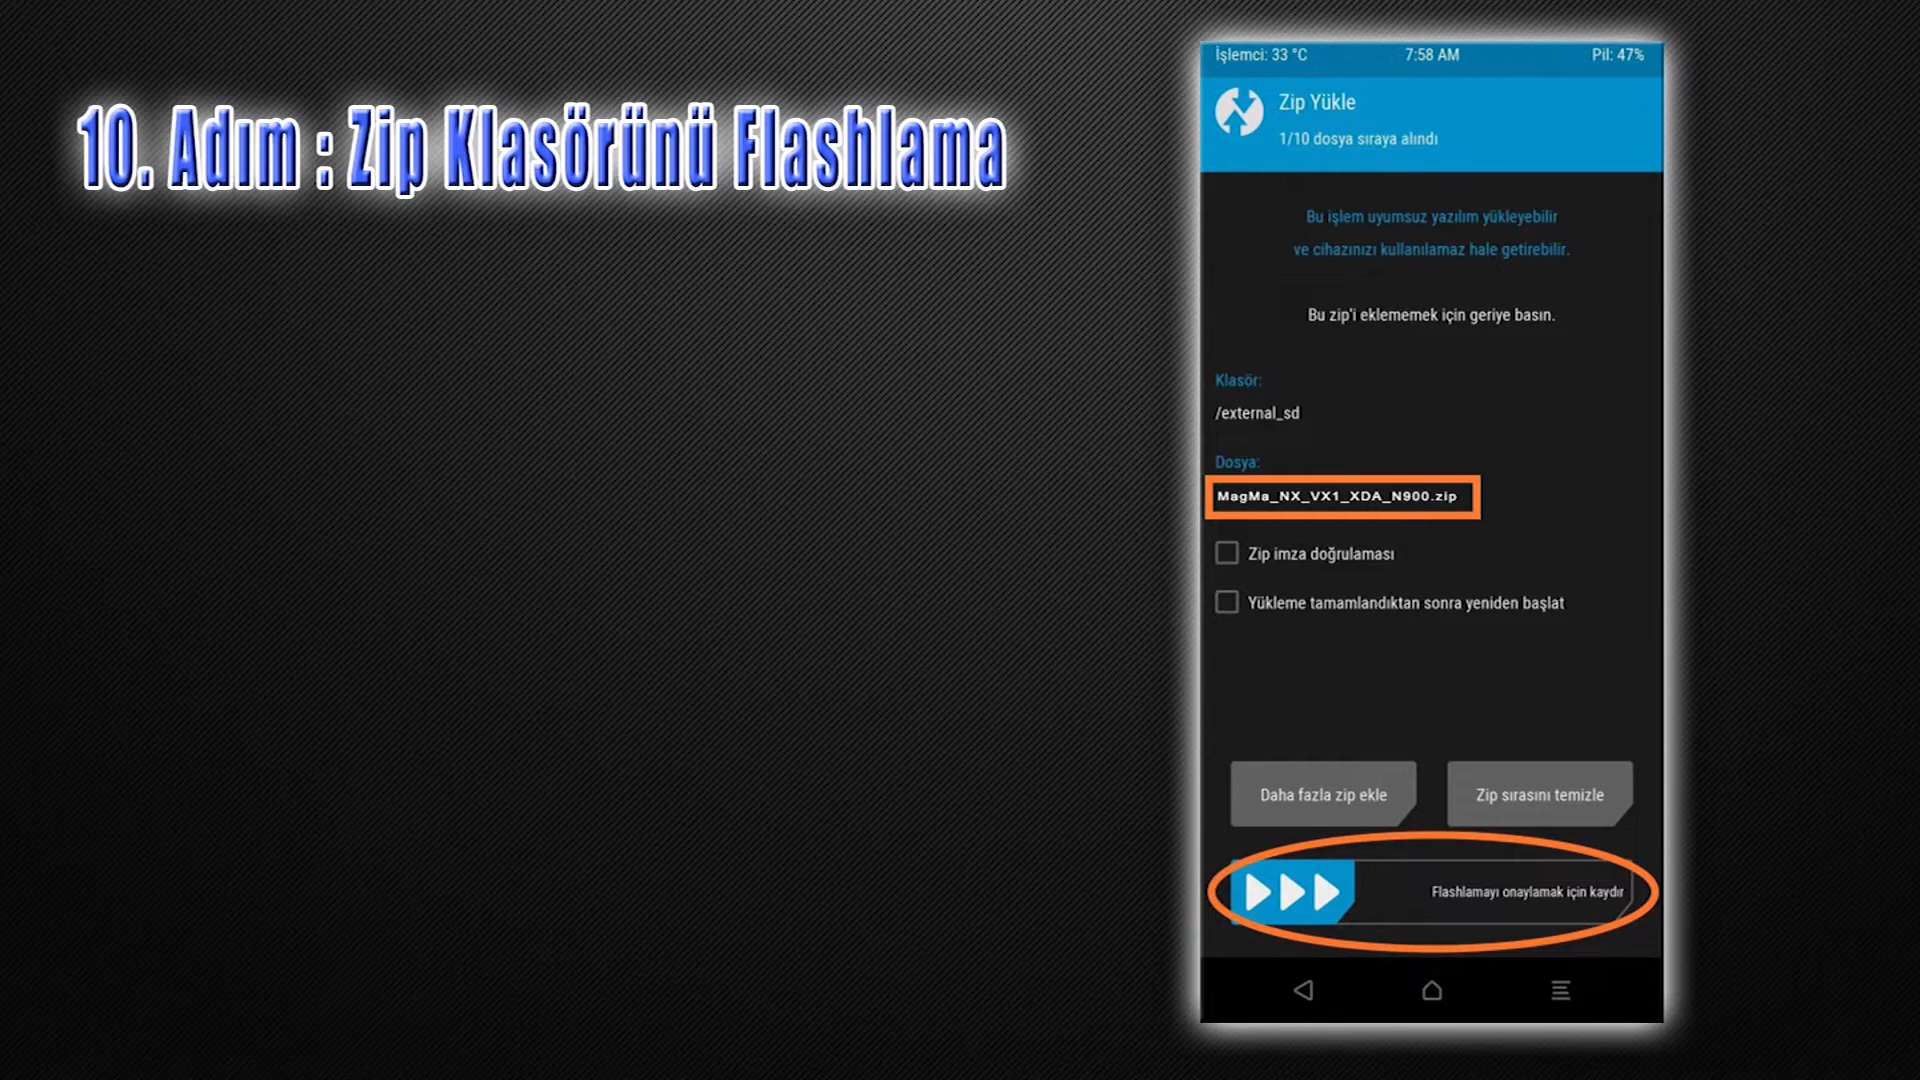 10. Adım : Zip Klasörünü Flashlama
İşlemci: 33 °C 7:58 AM Pil: 47%
Zip Yükle
1/10 dosya sıraya alındı
Bu işlem uyumsuz yazılım yükleyebilir
ve cihazınızı kullanılamaz hale getirebilir.
Bu zip'i eklememek için geriye basın.
Klasör:
/external_sd
Dosya:
MagMa_NX_VX1_XDA_N900.zip
Zip imza doğrulaması
Yükleme tamamlandıktan sonra yeniden başlat
Daha fazla zip ekle Zip sırasını temizle
Flashlamayı onaylamak için kaydır